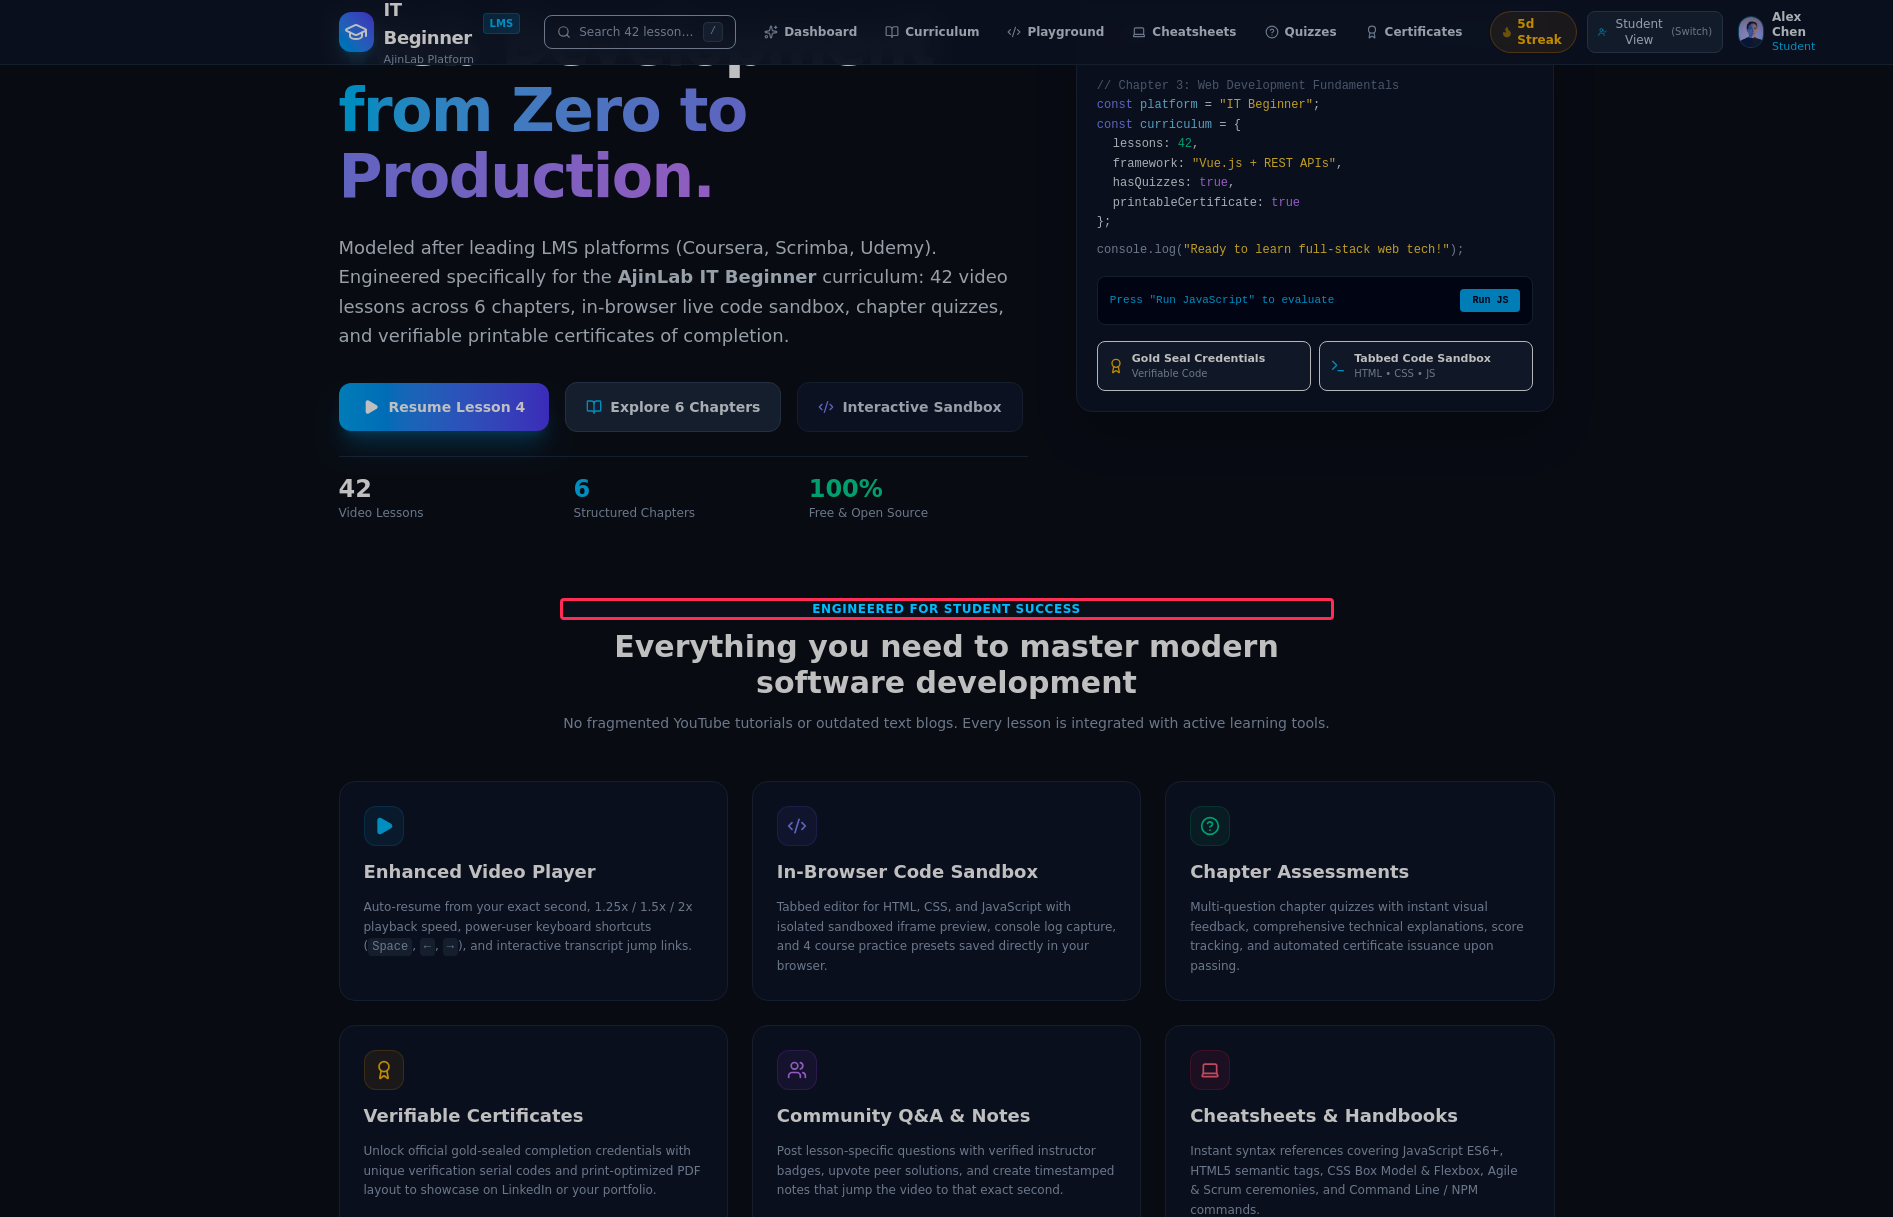 IT
Beginner
LMS
AjinLab Platform
Search 42 lesson...
/
Dashboard
Curriculum
Playground
Cheatsheets
Quizzes
Certificates
5d
Streak
Student
View
(Switch)
Alex
Chen
Student
from Zero to
Production.
Modeled after leading LMS platforms (Coursera, Scrimba, Udemy).
Engineered specifically for the AjinLab IT Beginner curriculum: 42 video
lessons across 6 chapters, in-browser live code sandbox, chapter quizzes,
and verifiable printable certificates of completion.
Resume Lesson 4
Explore 6 Chapters
Interactive Sandbox
42
Video Lessons
6
Structured Chapters
100%
Free & Open Source
// Chapter 3: Web Development Fundamentals
const platform = "IT Beginner";
const curriculum = {
lessons: 42,
framework: "Vue.js + REST APIs",
hasQuizzes: true,
printableCertificate: true
};
console.log("Ready to learn full-stack web tech!");
Press "Run JavaScript" to evaluate
Run JS
Gold Seal Credentials
Verifiable Code
Tabbed Code Sandbox
HTML • CSS • JS
ENGINEERED FOR STUDENT SUCCESS
Everything you need to master modern
software development
No fragmented YouTube tutorials or outdated text blogs. Every lesson is integrated with active learning tools.
Enhanced Video Player
Auto-resume from your exact second, 1.25x / 1.5x / 2x
playback speed, power-user keyboard shortcuts
(Space, ←, →), and interactive transcript jump links.
In-Browser Code Sandbox
Tabbed editor for HTML, CSS, and JavaScript with
isolated sandboxed iframe preview, console log capture,
and 4 course practice presets saved directly in your
browser.
Chapter Assessments
Multi-question chapter quizzes with instant visual
feedback, comprehensive technical explanations, score
tracking, and automated certificate issuance upon
passing.
Verifiable Certificates
Unlock official gold-sealed completion credentials with
unique verification serial codes and print-optimized PDF
layout to showcase on LinkedIn or your portfolio.
Community Q&A & Notes
Post lesson-specific questions with verified instructor
badges, upvote peer solutions, and create timestamped
notes that jump the video to that exact second.
Cheatsheets & Handbooks
Instant syntax references covering JavaScript ES6+,
HTML5 semantic tags, CSS Box Model & Flexbox, Agile
& Scrum ceremonies, and Command Line / NPM
commands.